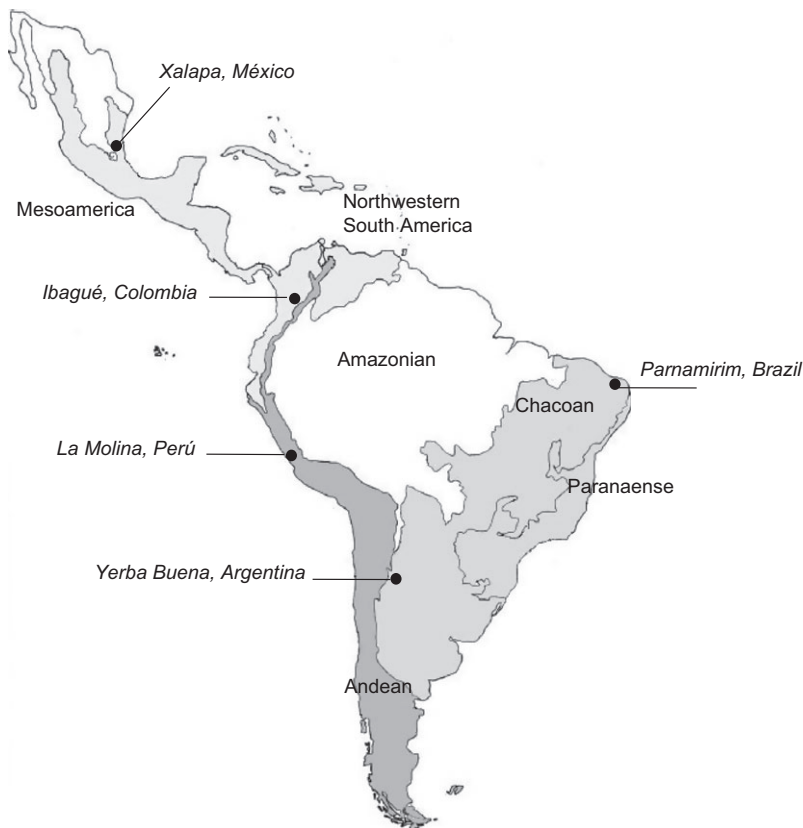 Xalapa, México
Mesoamerica
Northwestern
South America
Ibagué, Colombia
Amazonian
Parnamirim, Brazil
Chacoan
La Molina, Perú
Paranaense
Yerba Buena, Argentina
Andean